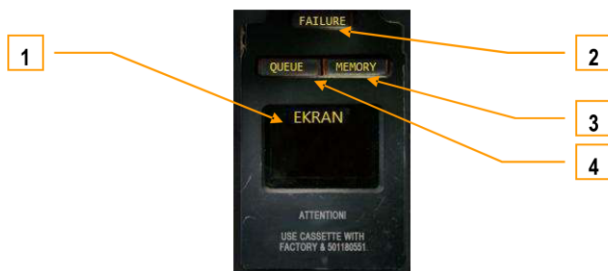 FAILURE
1
2
QUEUE MEMORY
3
EKRAN
4
ATTENTION!
USE CASSETTE WITH
FACTORY & 501180551